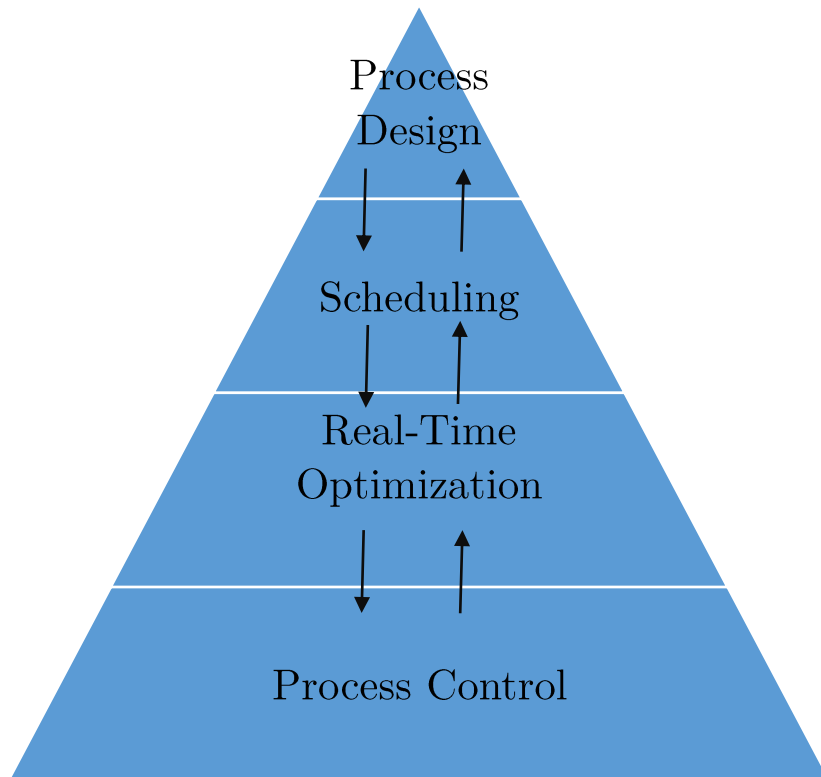 Process
Design
Scheduling
Real-Time
Optimization
Process Control